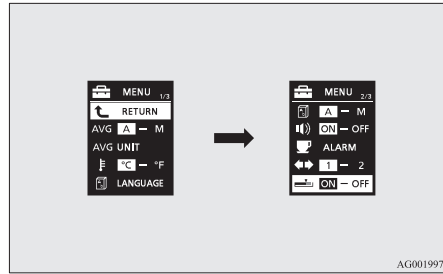 MENU 1/3
RETURN
AVG A – M
AVG UNIT
°C – °F
LANGUAGE
MENU 2/3
A – M
ON – OFF
ALARM
1 – 2
ON – OFF
AG001997